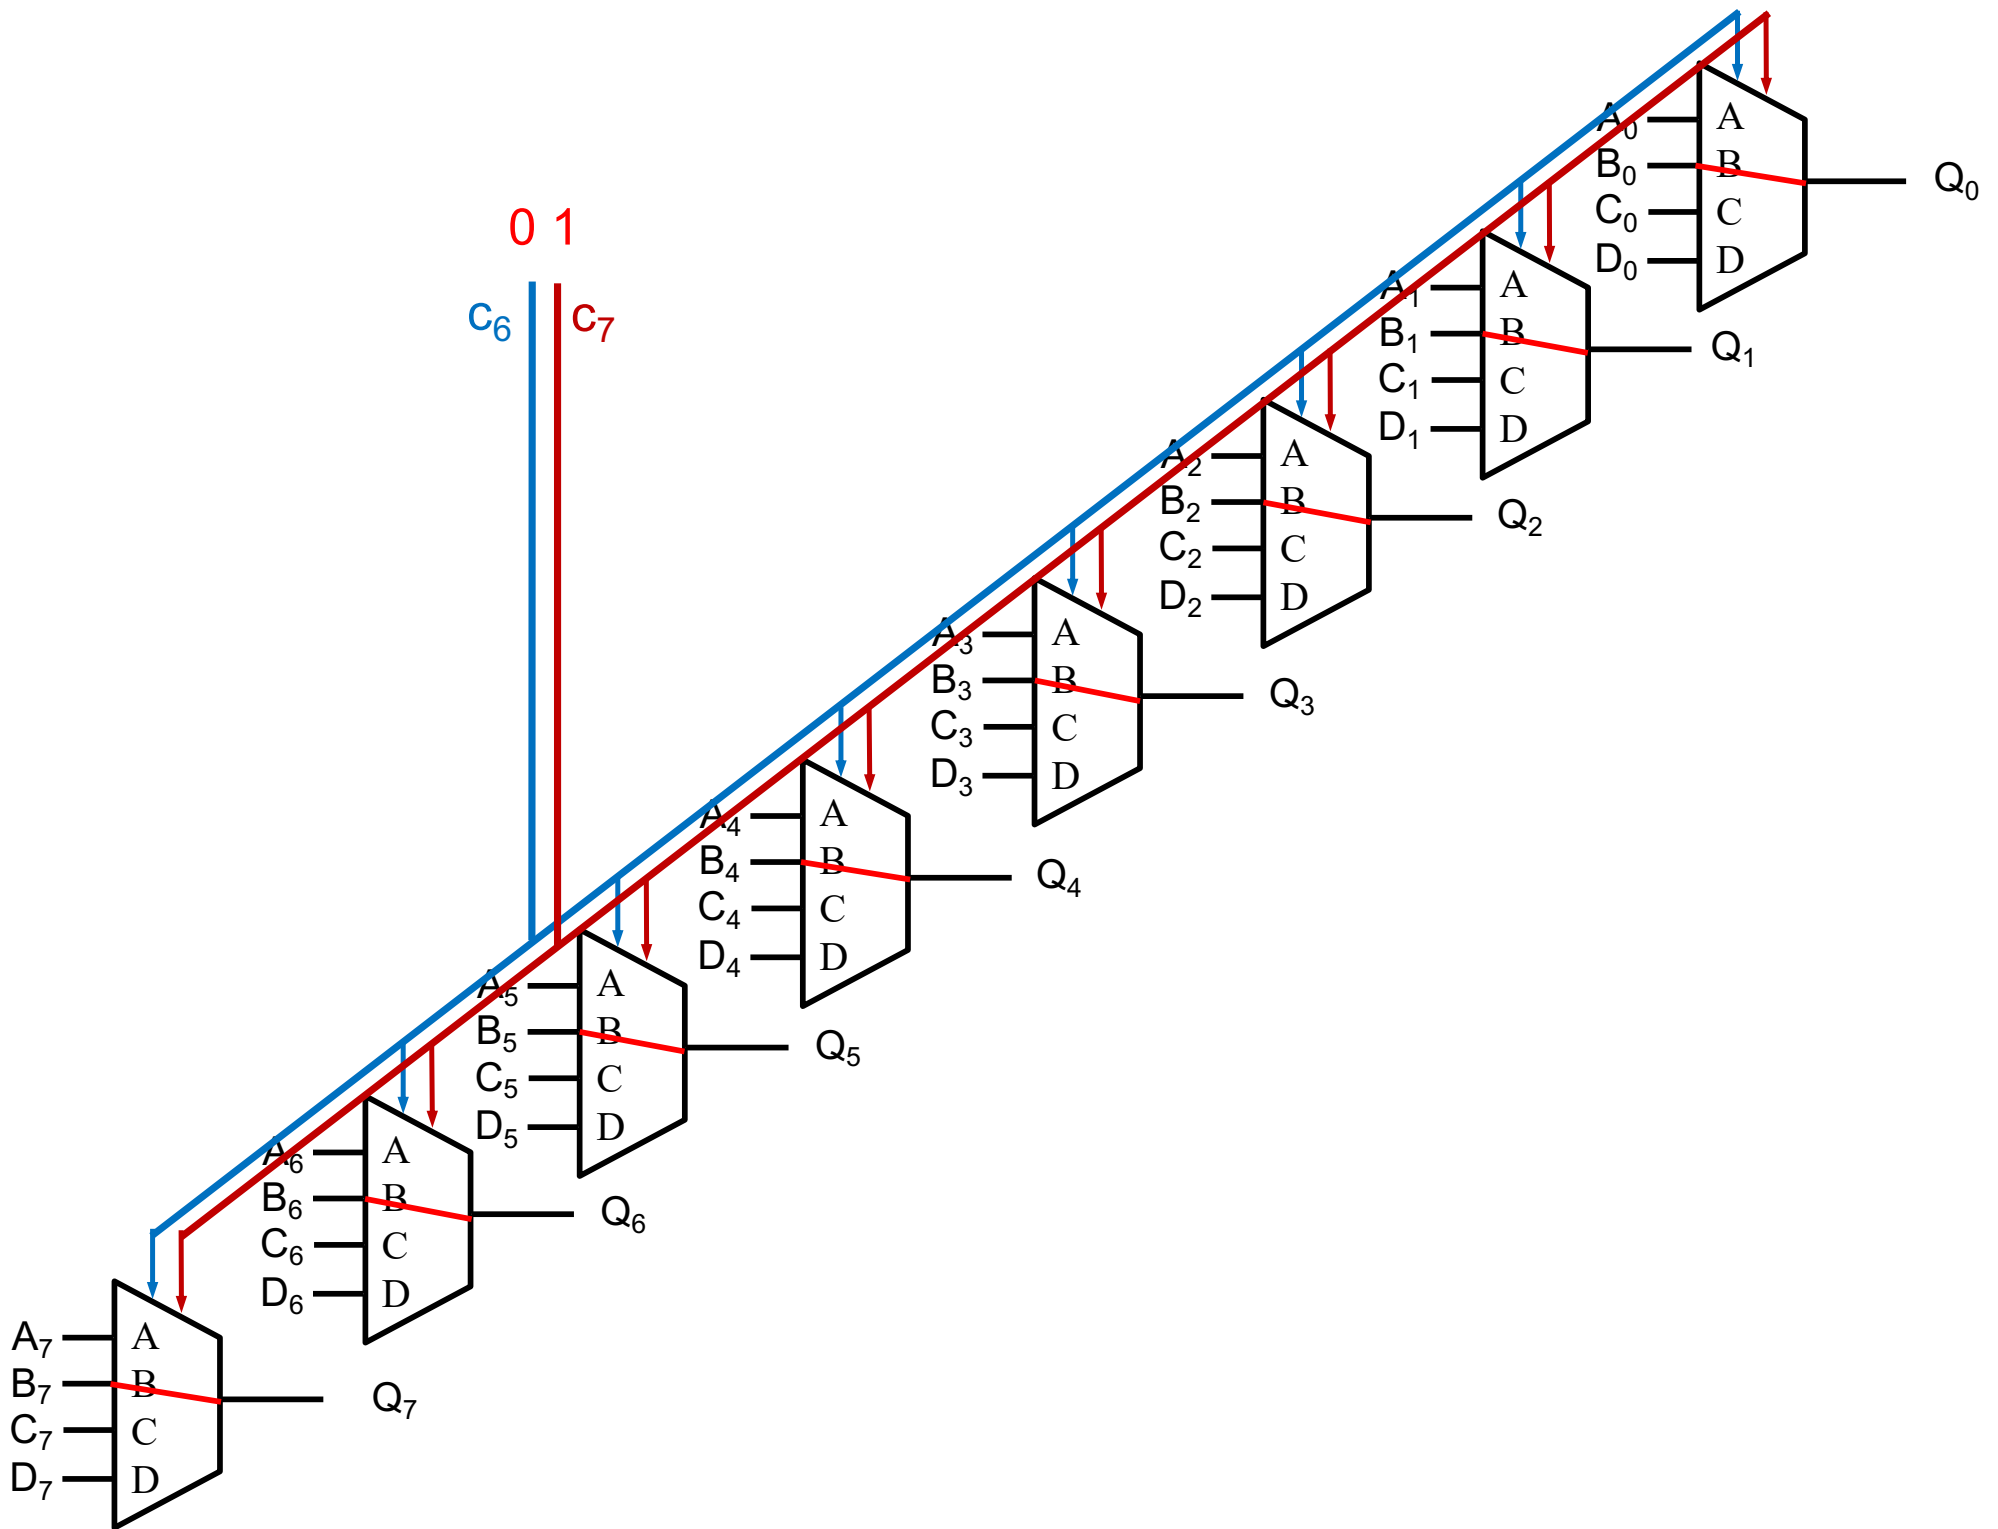 A₀ A
B₀ B Q₀
C₀ C
D₀ D
0 1
c₆ c₇
A₁ A
B₁ B Q₁
C₁ C
D₁ D
A₂ A
B₂ B Q₂
C₂ C
D₂ D
A₃ A
B₃ B Q₃
C₃ C
D₃ D
A₄ A
B₄ B Q₄
C₄ C
D₄ D
A₅ A
B₅ B Q₅
C₅ C
D₅ D
A₆ A
B₆ B Q₆
C₆ C
D₆ D
A₇ A
B₇ B Q₇
C₇ C
D₇ D